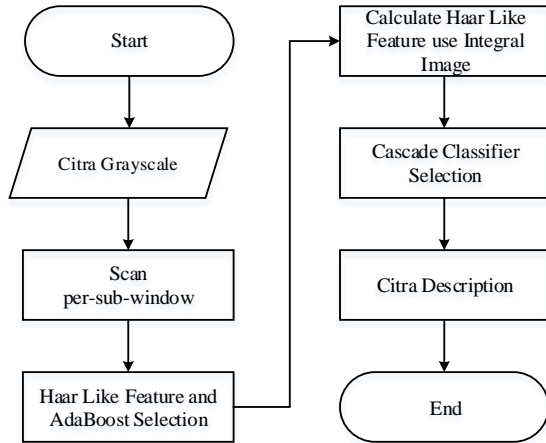 Start
Citra Grayscale
Scan
per-sub-window
Haar Like Feature and
AdaBoost Selection
Calculate Haar Like
Feature use Integral
Image
Cascade Classifier
Selection
Citra Description
End